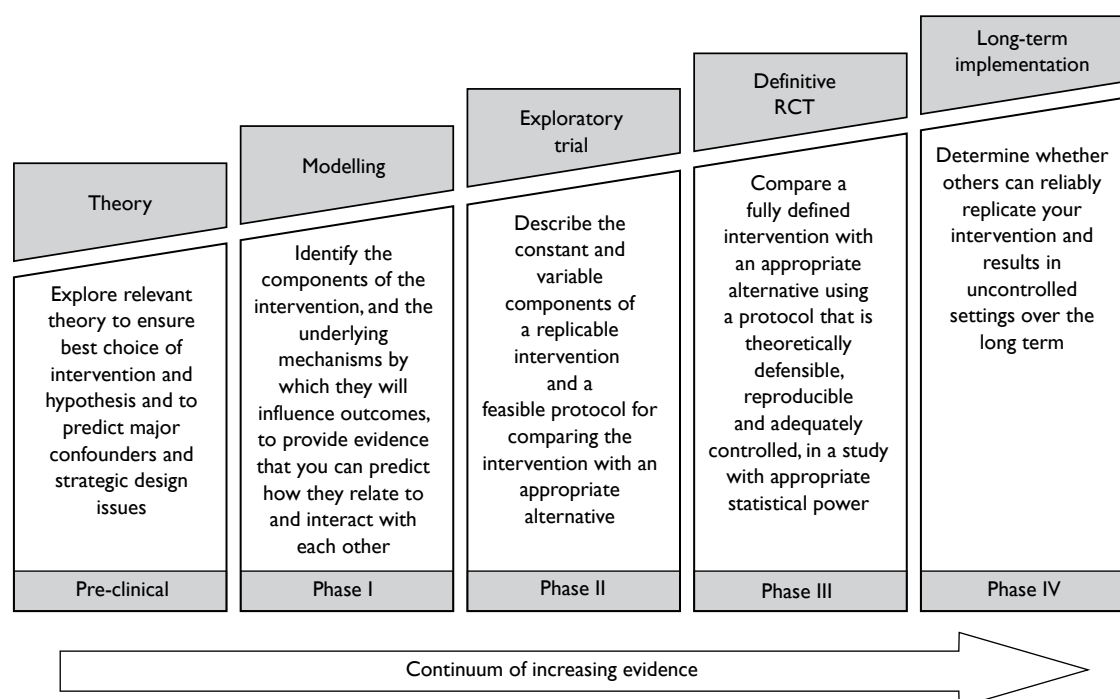 Theory
Explore relevant
theory to ensure
best choice of
intervention and
hypothesis and to
predict major
confounders and
strategic design
issues
Pre-clinical
Modelling
Identify the
components of the
intervention, and the
underlying
mechanisms by
which they will
influence outcomes,
to provide evidence
that you can predict
how they relate to
and interact with
each other
Phase I
Exploratory
trial
Describe the
constant and
variable
components of
a replicable
intervention
and a
feasible protocol for
comparing the
intervention with an
appropriate
alternative
Phase II
Definitive
RCT
Compare a
fully defined
intervention with
an appropriate
alternative using
a protocol that is
theoretically
defensible,
reproducible
and adequately
controlled, in a study
with appropriate
statistical power
Phase III
Long-term
implementation
Determine whether
others can reliably
replicate your
intervention and
results in
uncontrolled
settings over the
long term
Phase IV
Continuum of increasing evidence